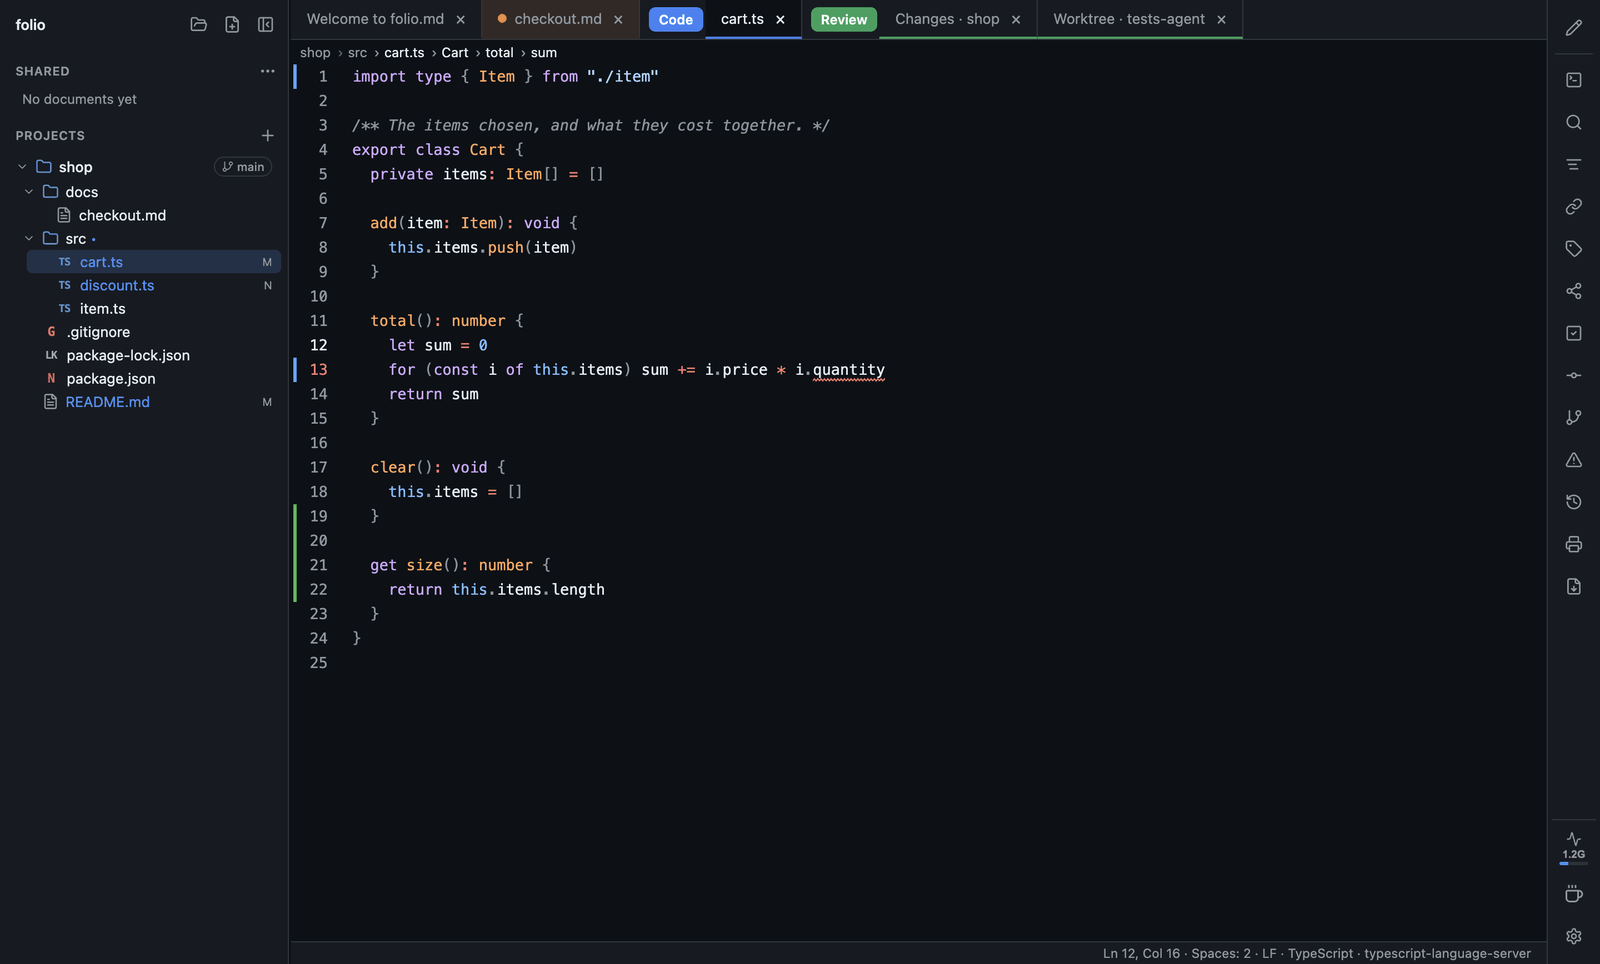 folio
SHARED
No documents yet
PROJECTS
shop
main
docs
checkout.md
src
TS cart.ts M
TS discount.ts N
TS item.ts
G .gitignore
LK package-lock.json
N package.json
README.md M
Welcome to folio.md
checkout.md
Code
cart.ts
Review
Changes · shop
Worktree · tests-agent
shop › src › cart.ts › Cart › total › sum
1 import type { Item } from "./item"
2
3 /** The items chosen, and what they cost together. */
4 export class Cart {
5 private items: Item[] = []
6
7 add(item: Item): void {
8 this.items.push(item)
9 }
10
11 total(): number {
12 let sum = 0
13 for (const i of this.items) sum += i.price * i.quantity
14 return sum
15 }
16
17 clear(): void {
18 this.items = []
19 }
20
21 get size(): number {
22 return this.items.length
23 }
24 }
25
1.2G
Ln 12, Col 16 · Spaces: 2 · LF · TypeScript · typescript-language-server